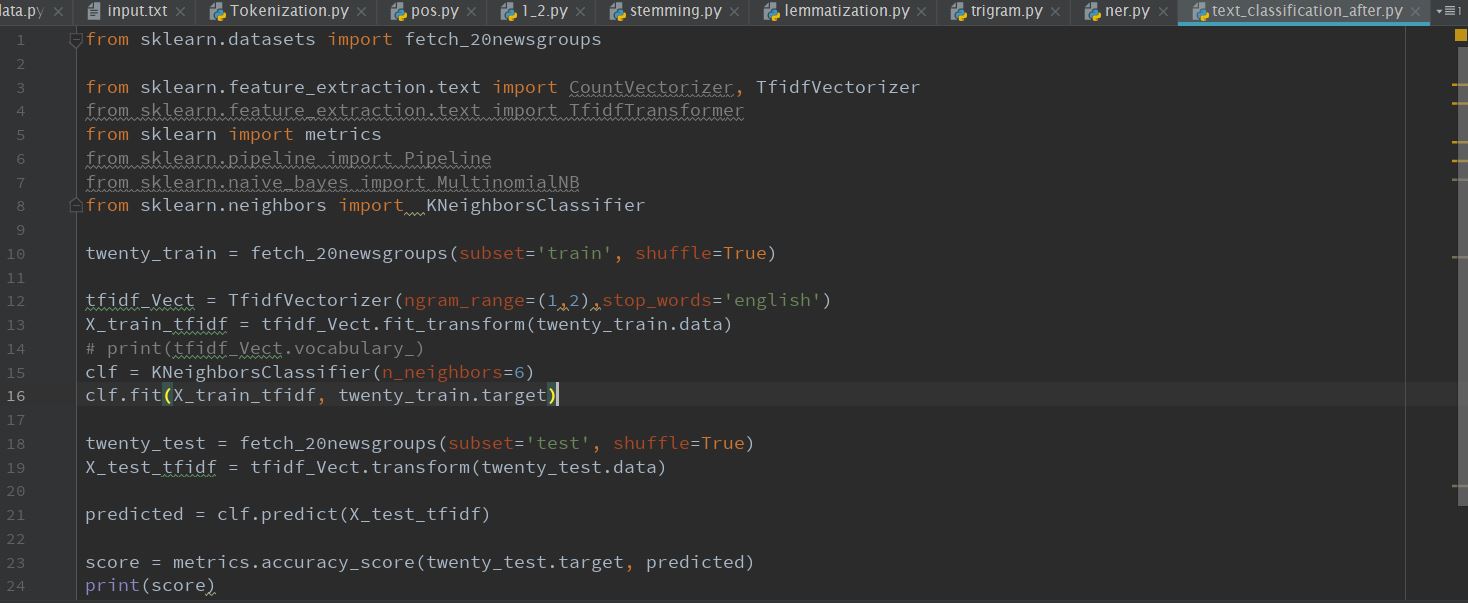 data.py input.txt Tokenization.py pos.py 1_2.py stemming.py lemmatization.py trigram.py ner.py text_classification_after.py 1
1 from sklearn.datasets import fetch_20newsgroups
2
3 from sklearn.feature_extraction.text import CountVectorizer, TfidfVectorizer
4 from sklearn.feature_extraction.text import TfidfTransformer
5 from sklearn import metrics
6 from sklearn.pipeline import Pipeline
7 from sklearn.naive_bayes import MultinomialNB
8 from sklearn.neighbors import  KNeighborsClassifier
9
10 twenty_train = fetch_20newsgroups(subset='train', shuffle=True)
11
12 tfidf_Vect = TfidfVectorizer(ngram_range=(1,2),stop_words='english')
13 X_train_tfidf = tfidf_Vect.fit_transform(twenty_train.data)
14 # print(tfidf_Vect.vocabulary_)
15 clf = KNeighborsClassifier(n_neighbors=6)
16 clf.fit(X_train_tfidf, twenty_train.target)
17
18 twenty_test = fetch_20newsgroups(subset='test', shuffle=True)
19 X_test_tfidf = tfidf_Vect.transform(twenty_test.data)
20
21 predicted = clf.predict(X_test_tfidf)
22
23 score = metrics.accuracy_score(twenty_test.target, predicted)
24 print(score)